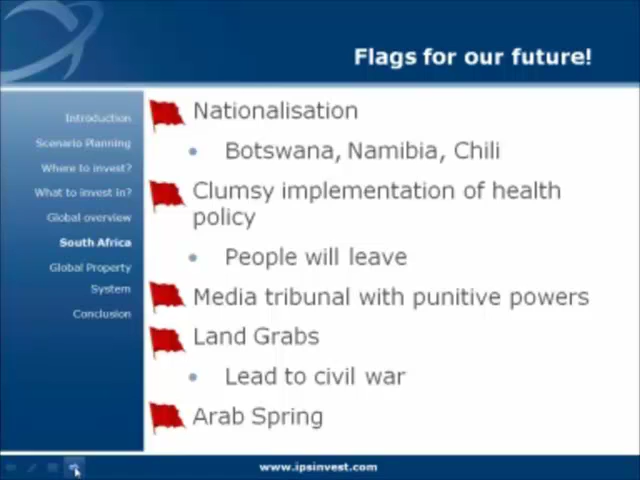 Flags for our future!
Introduction
Scenario Planning
Where to invest?
What to invest in?
Global overview
South Africa
Global Property
System
Conclusion
Nationalisation
Botswana, Namibia, Chili
Clumsy implementation of health
policy
People will leave
Media tribunal with punitive powers
Land Grabs
Lead to civil war
Arab Spring
www.ipsinvest.com